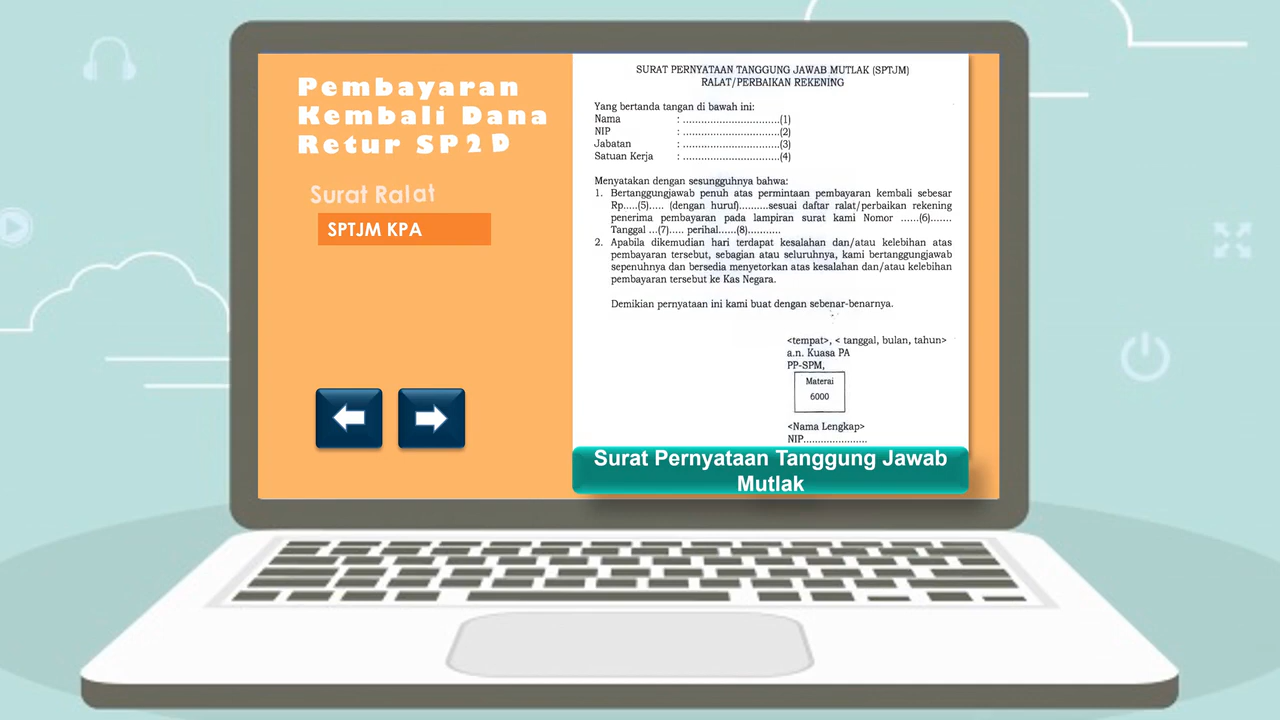 Pembayaran
Kembali Dana
Retur SP2D
Surat Ralat
SPTJM KPA
SURAT PERNYATAAN TANGGUNG JAWAB MUTLAK (SPTJM)
RALAT/PERBAIKAN REKENING
Yang bertanda tangan di bawah ini:
Nama : ................................(1)
NIP : ................................(2)
Jabatan : ................................(3)
Satuan Kerja : ................................(4)
Menyatakan dengan sesungguhnya bahwa:
1. Bertanggungjawab penuh atas permintaan pembayaran kembali sebesar
Rp.....(5)..... (dengan huruf)..........sesuai daftar ralat/perbaikan rekening
penerima pembayaran pada lampiran surat kami Nomor ......(6).......
Tanggal ...(7)..... perihal......(8)...........
2. Apabila dikemudian hari terdapat kesalahan dan/atau kelebihan atas
pembayaran tersebut, sebagian atau seluruhnya, kami bertanggungjawab
sepenuhnya dan bersedia menyetorkan atas kesalahan dan/atau kelebihan
pembayaran tersebut ke Kas Negara.
Demikian pernyataan ini kami buat dengan sebenar-benarnya.
<tempat>, < tanggal, bulan, tahun>
a.n. Kuasa PA
PP-SPM,
Materai
6000
<Nama Lengkap>
NIP.....................
Surat Pernyataan Tanggung Jawab
Mutlak